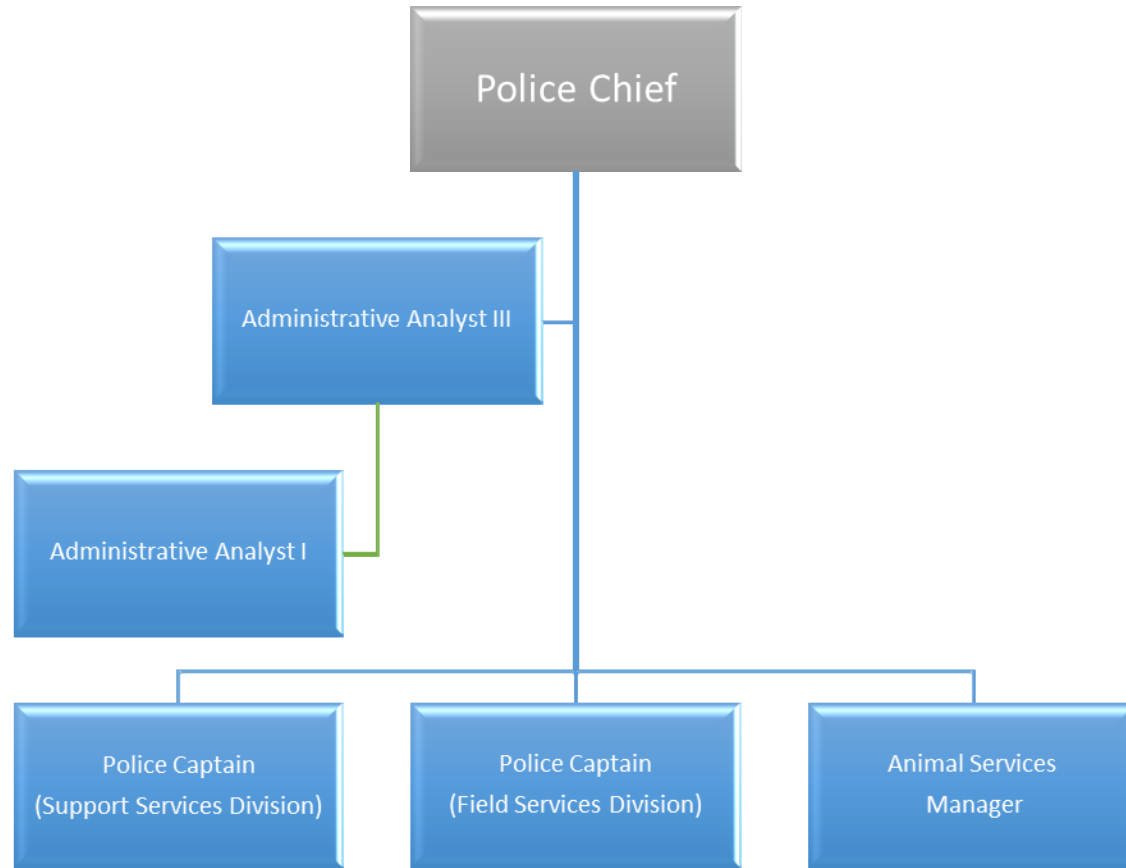 Police Chief
Administrative Analyst III
Administrative Analyst I
Police Captain
(Support Services Division)
Police Captain
(Field Services Division)
Animal Services
Manager